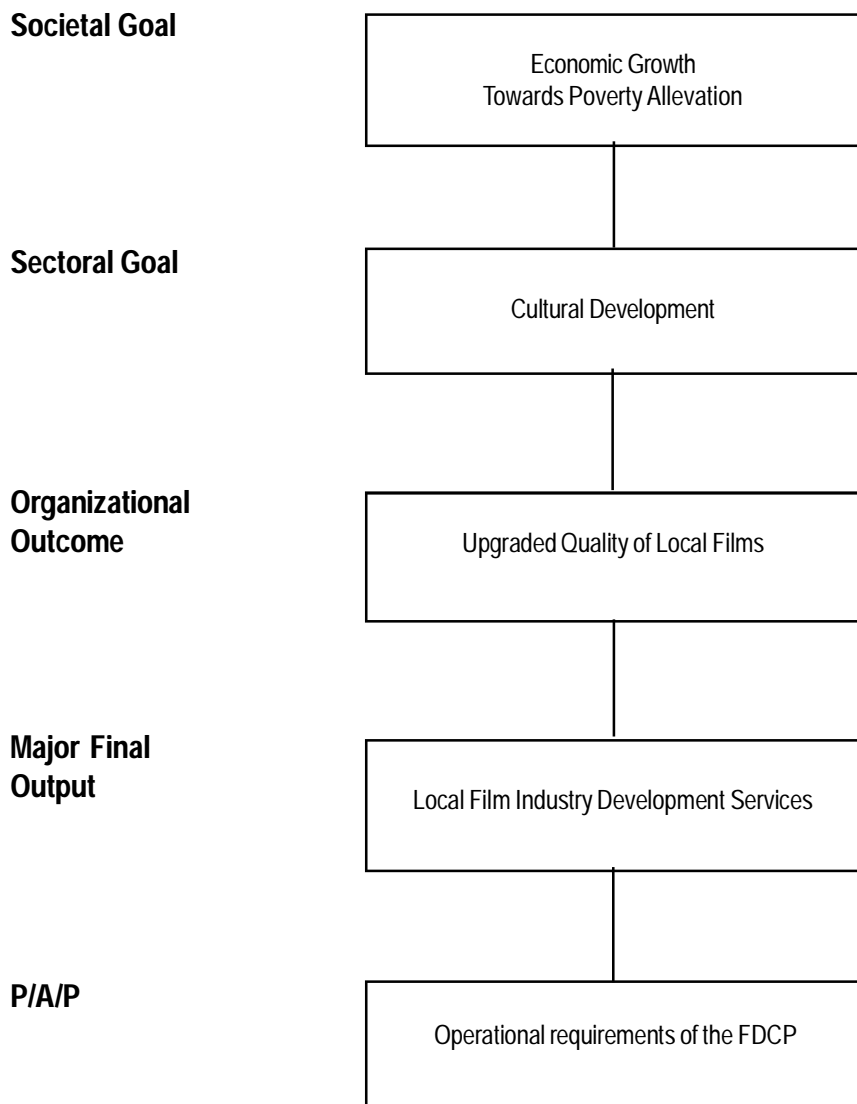 Societal Goal
Economic Growth
Towards Poverty Allevation
Sectoral Goal
Cultural Development
Organizational
Outcome
Upgraded Quality of Local Films
Major Final
Output
Local Film Industry Development Services
P/A/P
Operational requirements of the FDCP